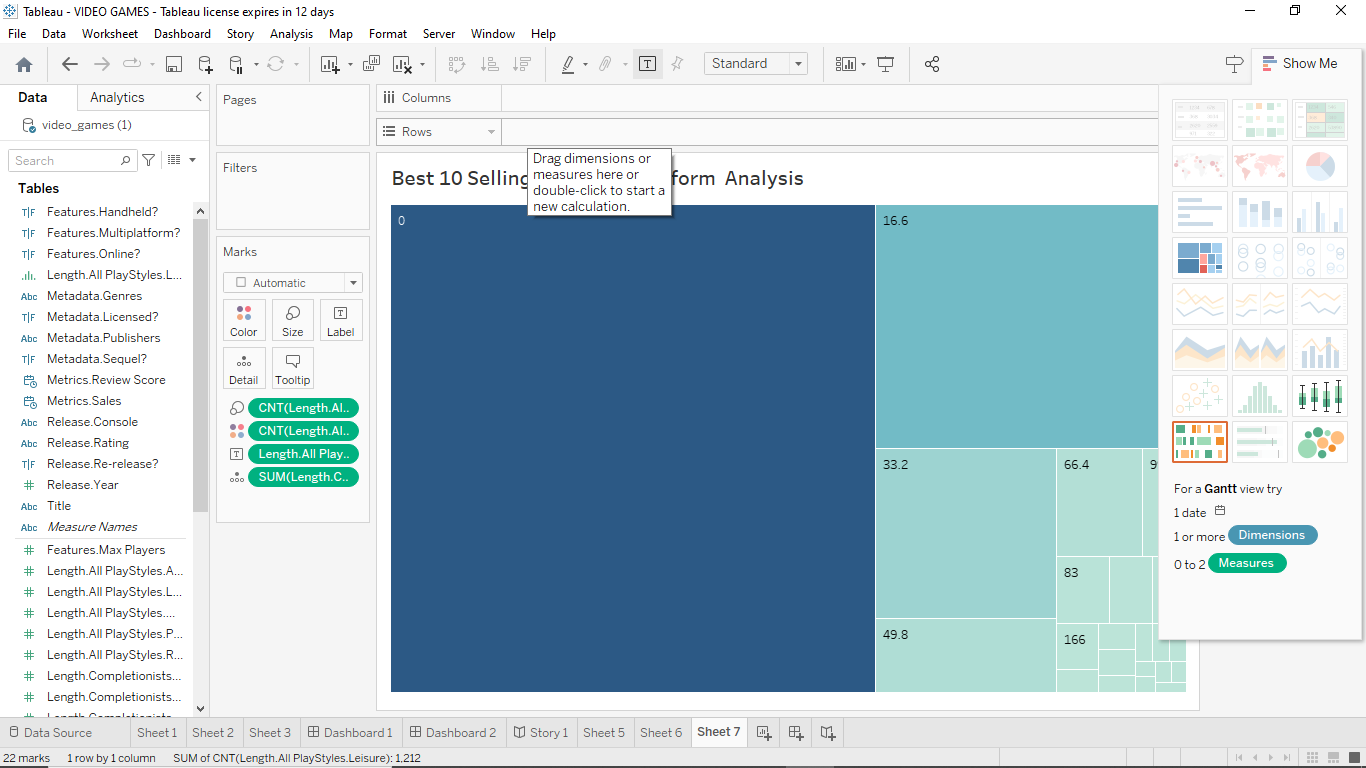 Tableau - VIDEO GAMES - Tableau license expires in 12 days
File Data Worksheet Dashboard Story Analysis Map Format Server Window Help
Standard
Show Me
Data Analytics
video_games (1)
Search
Tables
Features.Handheld?
Features.Multiplatform?
Features.Online?
Length.All PlayStyles.L...
Metadata.Genres
Metadata.Licensed?
Metadata.Publishers
Metadata.Sequel?
Metrics.Review Score
Metrics.Sales
Release.Console
Release.Rating
Release.Re-release?
Release.Year
Title
Measure Names
Features.Max Players
Length.All PlayStyles.A...
Length.All PlayStyles.L...
Length.All PlayStyles....
Length.All PlayStyles.P...
Length.All PlayStyles.R...
Length.Completionists...
Length.Completionists...
Length.Completionists
Pages
Filters
Marks
Automatic
Color Size Label
Detail Tooltip
CNT(Length.Al..
CNT(Length.Al..
Length.All Play..
SUM(Length.C..
Columns
Rows
Drag dimensions or
measures here or
double-click to start a
new calculation.
Best 10 Selling form Analysis
0
16.6
33.2
66.4
49.8
83
166
For a Gantt view try
1 date
1 or more Dimensions
0 to 2 Measures
Data Source Sheet 1 Sheet 2 Sheet 3 Dashboard 1 Dashboard 2 Story 1 Sheet 5 Sheet 6 Sheet 7
22 marks 1 row by 1 column SUM of CNT(Length.All PlayStyles.Leisure): 1,212